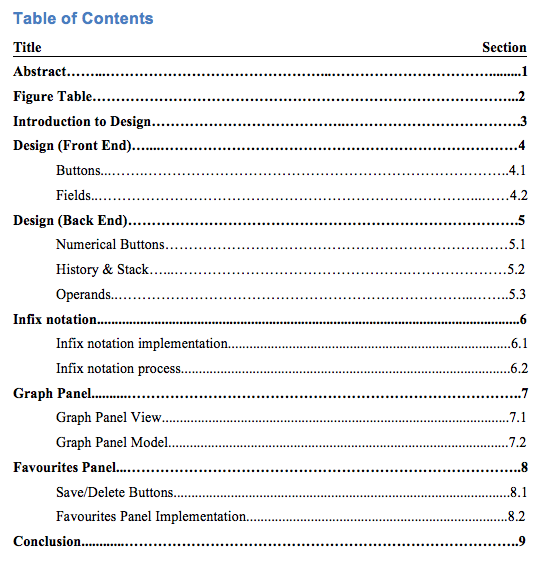 Table of Contents
Title Section
Abstract……....………………………………………...……………………………..........1
Figure Table…………………………………………………………………………...…...2
Introduction to Design…………………………………...………………………………..3
Design (Front End)…....…………………………………………………………………..4
Buttons...…….……………………………………………………………………..4.1
Fields...………………………………………………………………………...……4.2
Design (Back End)………………………………………………………………………..5
Numerical Buttons…………………………………………………………………5.1
History & Stack…...………………………………………………………………..5.2
Operands..………………………………………………………………...……..5.3
Infix notation.....................................................................................................................6
Infix notation implementation...............................................................................6.1
Infix notation process............................................................................................6.2
Graph Panel..........………………………………………………………………………..7
Graph Panel View.................................................................................................7.1
Graph Panel Model...............................................................................................7.2
Favourites Panel...………………………………………………………………………..8
Save/Delete Buttons..............................................................................................8.1
Favourites Panel Implementation..........................................................................8.2
Conclusion............……………………………………………………………………..9